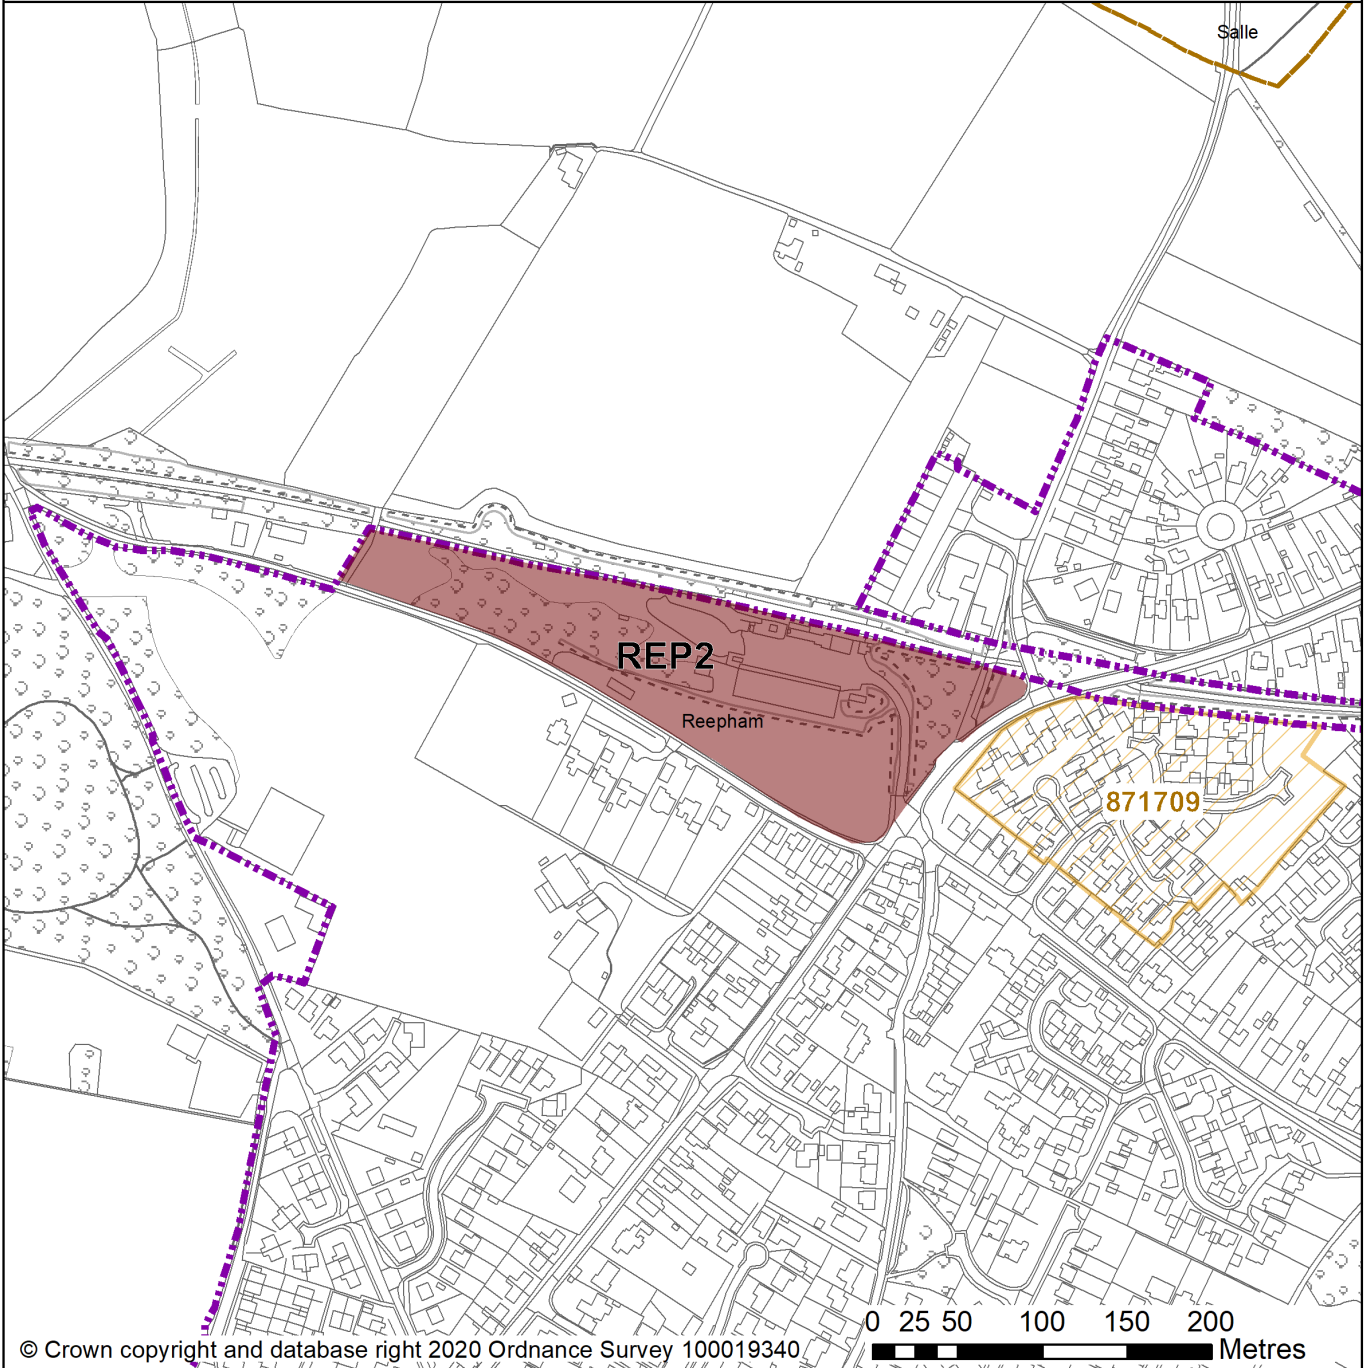 Salle
REP2
Reepham
871709
0 25 50 100 150 200
Metres
© Crown copyright and database right 2020 Ordnance Survey 100019340